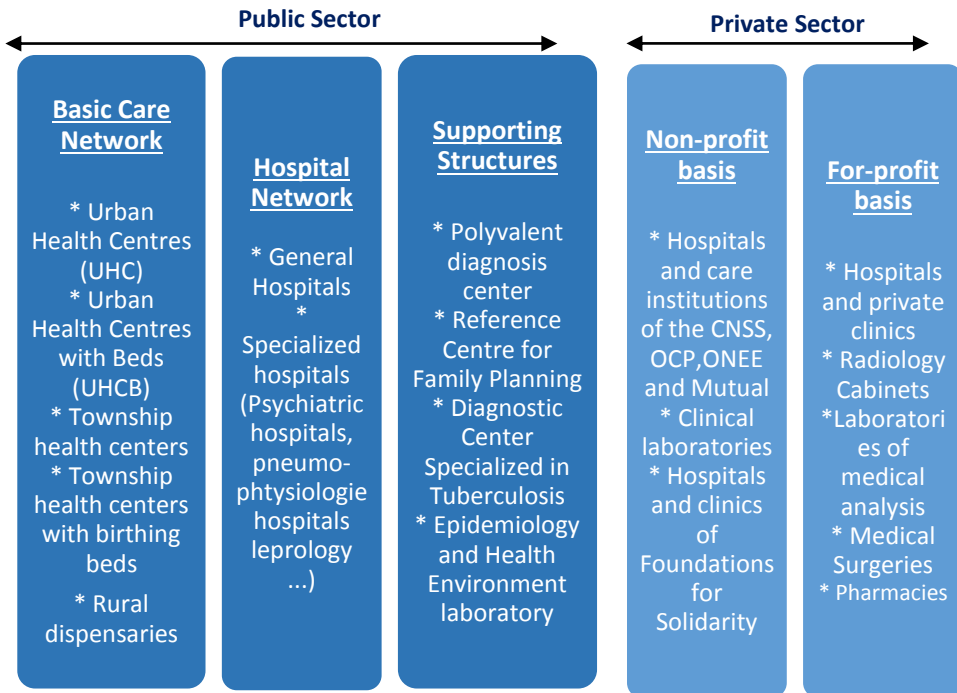 Public Sector
Private Sector
Basic Care
Network
* Urban
Health Centres
(UHC)
* Urban
Health Centres
with Beds
(UHCB)
* Township
health centers
* Township
health centers
with birthing
beds
* Rural
dispensaries
Hospital
Network
* General
Hospitals
*
Specialized
hospitals
(Psychiatric
hospitals,
pneumo-
phtysiologie
hospitals
leprology
...)
Supporting
Structures
* Polyvalent
diagnosis
center
* Reference
Centre for
Family Planning
* Diagnostic
Center
Specialized in
Tuberculosis
* Epidemiology
and Health
Environment
laboratory
Non-profit
basis
* Hospitals
and care
institutions
of the CNSS,
OCP,ONEE
and Mutual
* Clinical
laboratories
* Hospitals
and clinics
of
Foundations
for
Solidarity
For-profit
basis
* Hospitals
and private
clinics
* Radiology
Cabinets
*Laboratori
es of
medical
analysis
* Medical
Surgeries
* Pharmacies